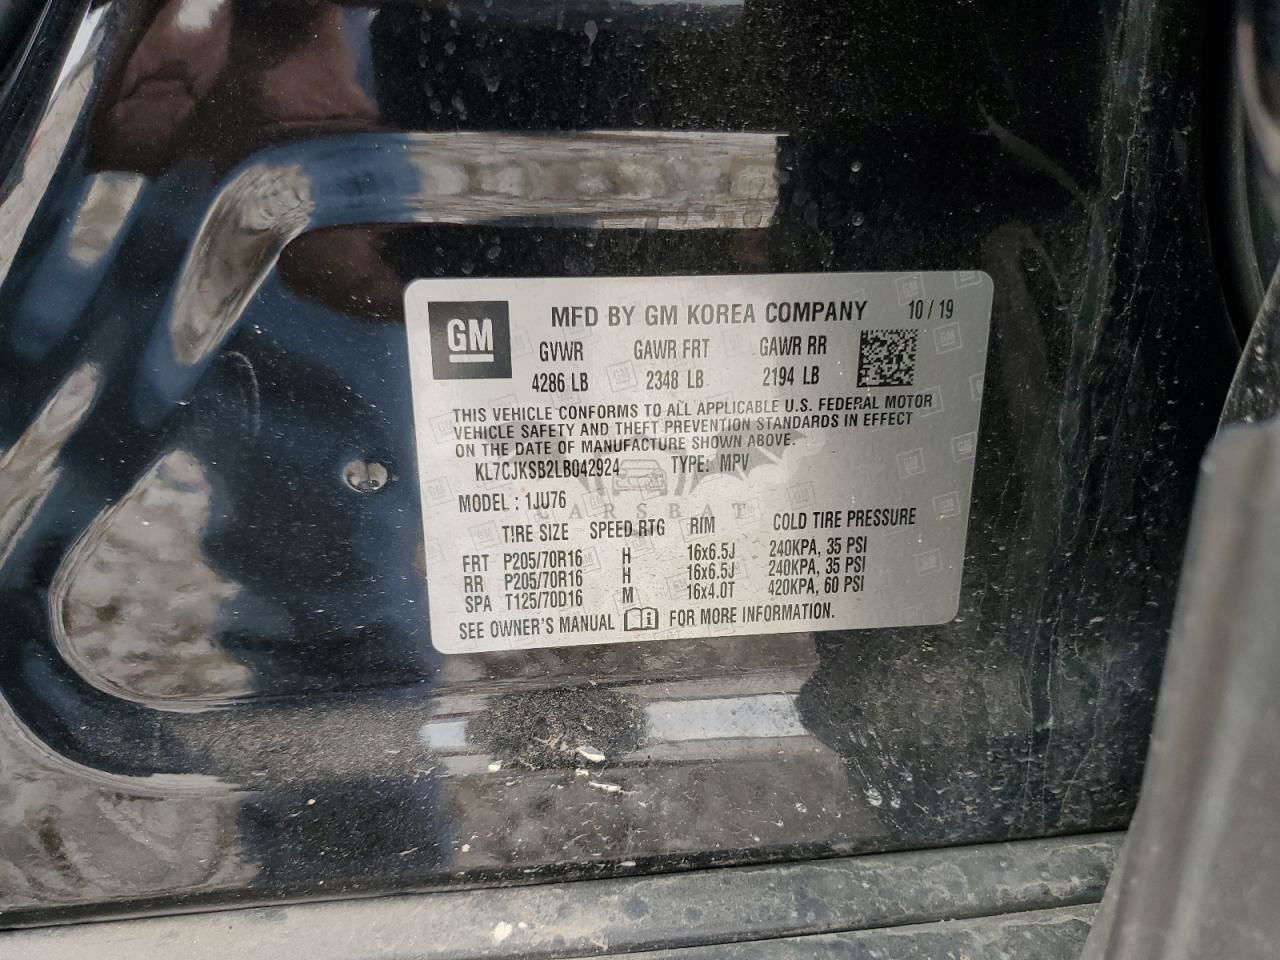 GM
MFD BY GM KOREA COMPANY 10 / 19
GVWR GAWR FRT GAWR RR
4286 LB 2348 LB 2194 LB
THIS VEHICLE CONFORMS TO ALL APPLICABLE U.S. FEDERAL MOTOR
VEHICLE SAFETY AND THEFT PREVENTION STANDARDS IN EFFECT
ON THE DATE OF MANUFACTURE SHOWN ABOVE.
KL7CJKSB2LB042924 TYPE: MPV
MODEL : 1JU76
CARSBAT
TIRE SIZE SPEED RTG RIM COLD TIRE PRESSURE
FRT P205/70R16 H 16x6.5J 240KPA, 35 PSI
RR P205/70R16 H 16x6.5J 240KPA, 35 PSI
SPA T125/70D16 M 16x4.0T 420KPA, 60 PSI
SEE OWNER'S MANUAL i FOR MORE INFORMATION.